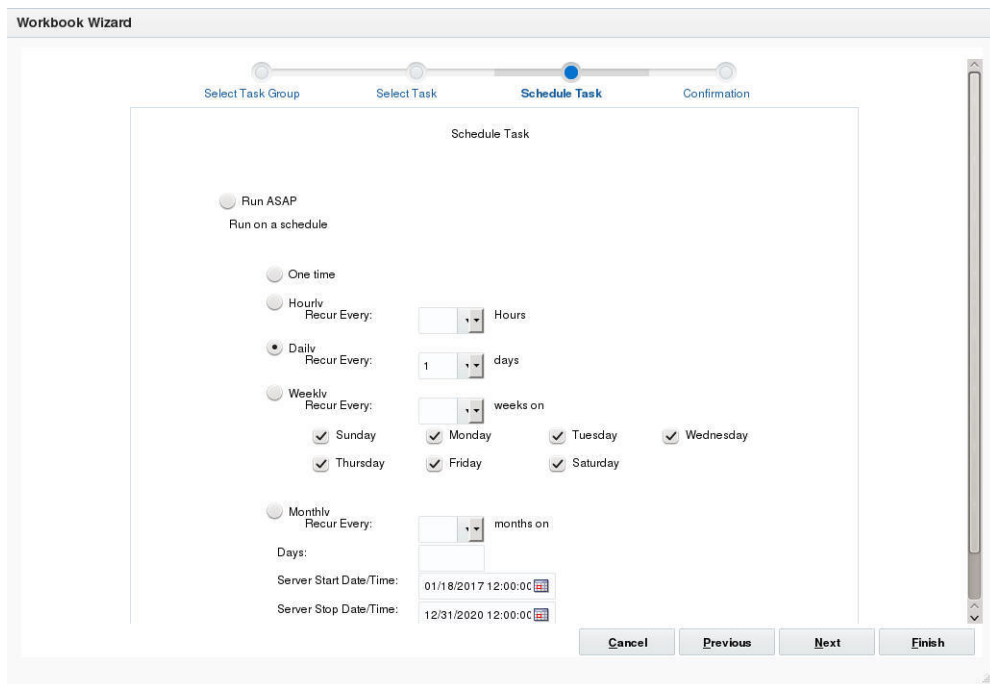 Workbook Wizard
Select Task Group Select Task Schedule Task Confirmation
Schedule Task
Run ASAP
Run on a schedule
One time
Hourly
Recur Every: Hours
Daily
Recur Every: 1 days
Weekly
Recur Every: weeks on
Sunday Monday Tuesday Wednesday
Thursday Friday Saturday
Monthly
Recur Every: months on
Days:
Server Start Date/Time: 01/18/2017 12:00:00
Server Stop Date/Time: 12/31/2020 12:00:00
Cancel Previous Next Finish